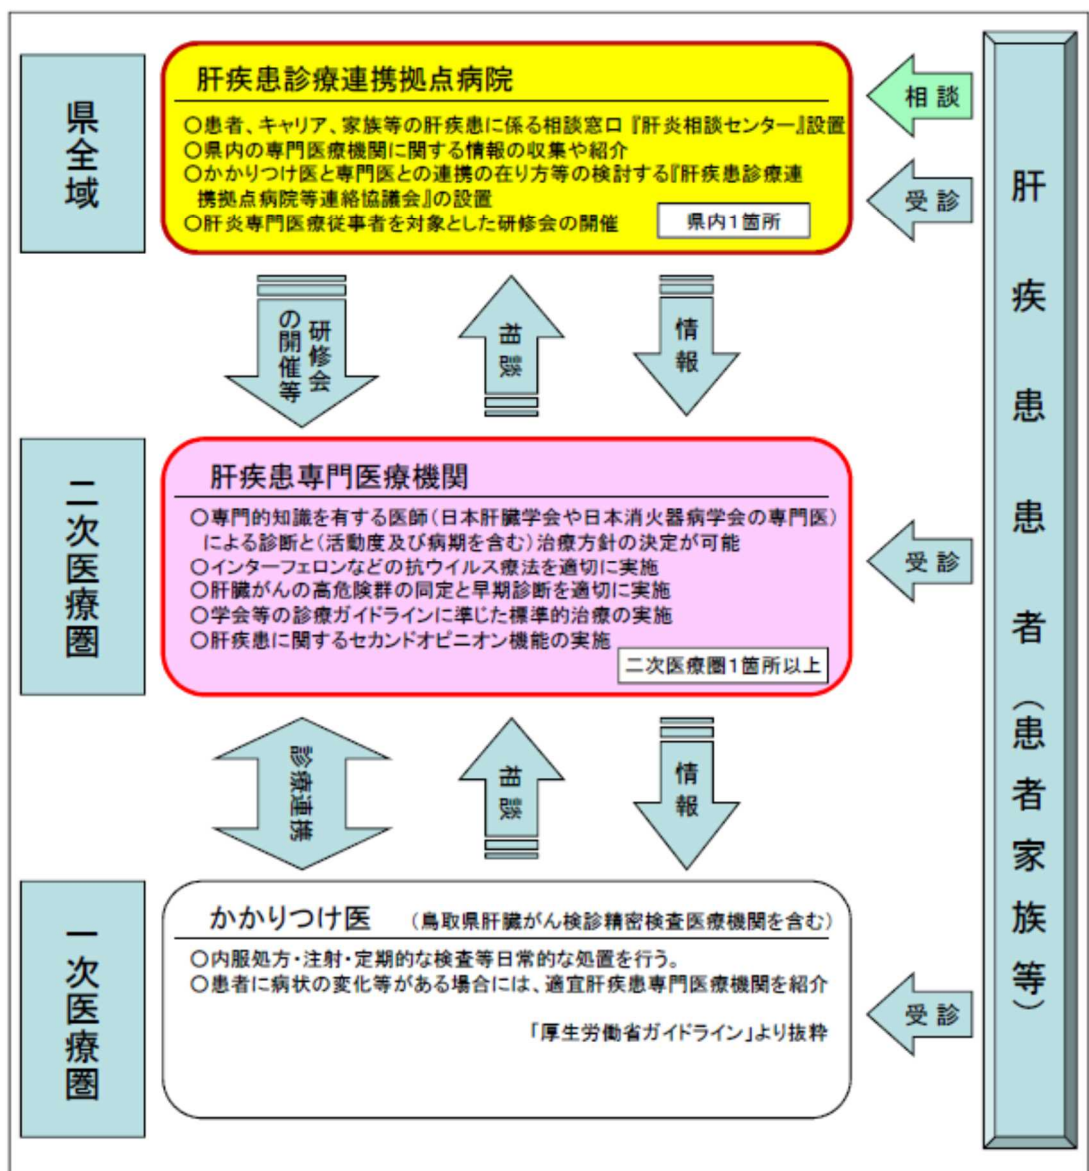 県全域
肝疾患診療連携拠点病院
○患者、キャリア、家族等の肝疾患に係る相談窓口『肝炎相談センター』設置
○県内の専門医療機関に関する情報の収集や紹介
○かかりつけ医と専門医との連携の在り方等の検討する『肝疾患診療連
携拠点病院等連絡協議会』の設置
○肝炎専門医療従事者を対象とした研修会の開催
県内1箇所
相談
受診
研修会
の開催等
相談
情報
二次医療圏
肝疾患専門医療機関
○専門的知識を有する医師(日本肝臓学会や日本消火器病学会の専門医)
による診断と(活動度及び病期を含む)治療方針の決定が可能
○インターフェロンなどの抗ウイルス療法を適切に実施
○肝臓がんの高危険群の同定と早期診断を適切に実施
○学会等の診療ガイドラインに準じた標準的治療の実施
○肝疾患に関するセカンドオピニオン機能の実施
二次医療圏1箇所以上
受診
診療連携
相談
情報
一次医療圏
かかりつけ医 (鳥取県肝臓がん検診精密検査医療機関を含む)
○内服処方・注射・定期的な検査等日常的な処置を行う。
○患者に病状の変化等がある場合には、適宜肝疾患専門医療機関を紹介
「厚生労働省ガイドライン」より抜粋
受診
肝疾患患者(患者家族等)